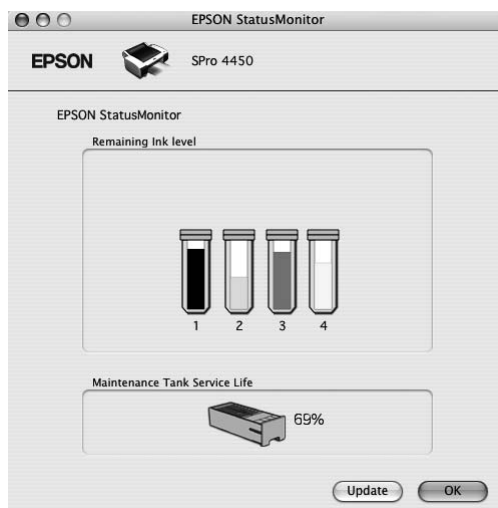 EPSON StatusMonitor
EPSON SPro 4450
EPSON StatusMonitor
Remaining Ink level
1 2 3 4
Maintenance Tank Service Life
69%
Update OK